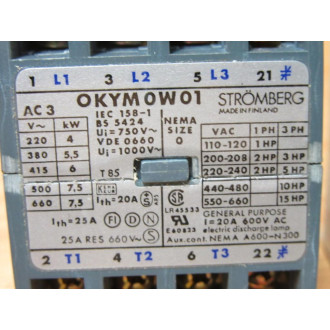 1 L1 3 L2 5 L3 21
OKYM0W01
STRÖMBERG
MADE IN FINLAND
AC 3
V~ kW
220 4
380 5,5
415 6
500 7,5
660 7,5
IEC 158-1
BS 5424
Ui=750V~
VDE 0660
Ui=1000V~
T85
NEMA
SIZE
0
VAC 1PH 3PH
110-120 1HP
200-208 2HP 3HP
220-240 2HP 5HP
440-480 10HP
550-660 15HP
Ith=25A FI D N
25A RES 660V~ S
LR45533
E60833
GENERAL PURPOSE
I=20A 600V AC
electric discharge lamp
Aux.cont. NEMA A600-N300
2 T1 4 T2 6 T3 22